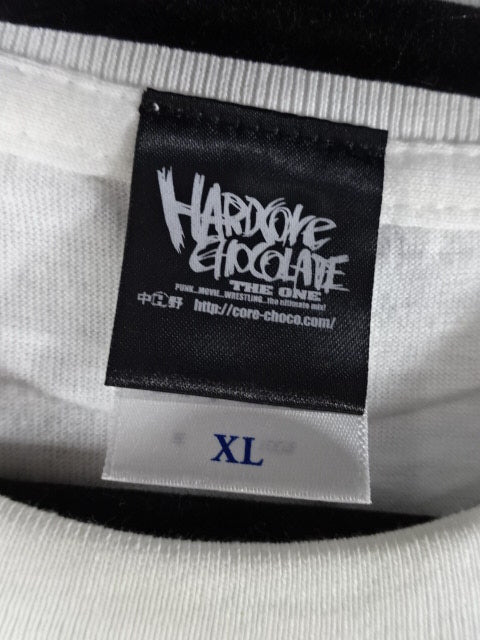 HARDCORE
CHOCOLATE
THE ONE
PUNK...MOVIE...WRESTLING...the ultimate mix!
中野 http://core-choco.com/
XL